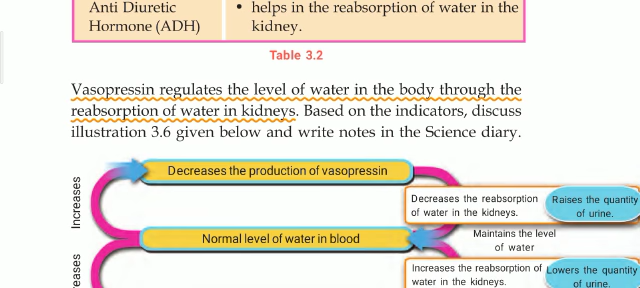 Anti Diuretic
Hormone (ADH)
• helps in the reabsorption of water in the
kidney.
Table 3.2
Vasopressin regulates the level of water in the body through the
reabsorption of water in kidneys. Based on the indicators, discuss
illustration 3.6 given below and write notes in the Science diary.
Decreases the production of vasopressin
Increases
Decreases the reabsorption
of water in the kidneys.
Raises the quantity
of urine.
Normal level of water in blood
Maintains the level
of water
Increases the reabsorption of
water in the kidneys.
Lowers the quantity
of urine.